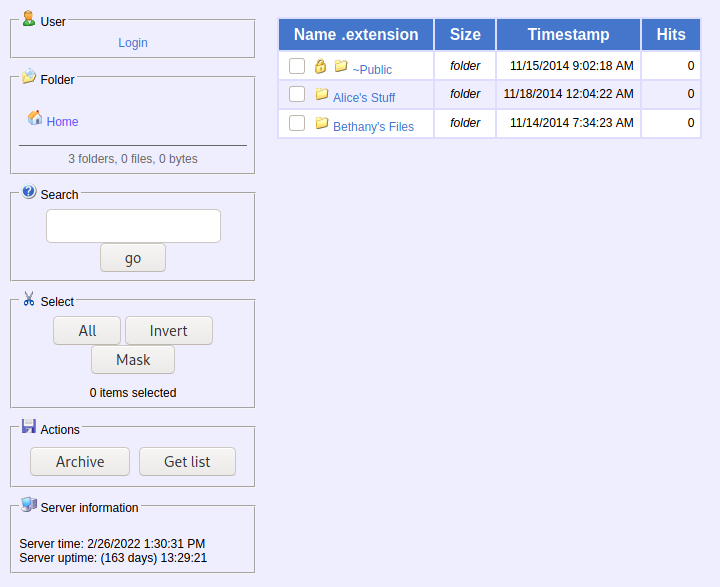 User
Login
Folder
Home
3 folders, 0 files, 0 bytes
Search
go
Select
All Invert
Mask
0 items selected
Actions
Archive Get list
Server information
Server time: 2/26/2022 1:30:31 PM
Server uptime: (163 days) 13:29:21
Name .extension Size Timestamp Hits
~Public folder 11/15/2014 9:02:18 AM 0
Alice's Stuff folder 11/18/2014 12:04:22 AM 0
Bethany's Files folder 11/14/2014 7:34:23 AM 0